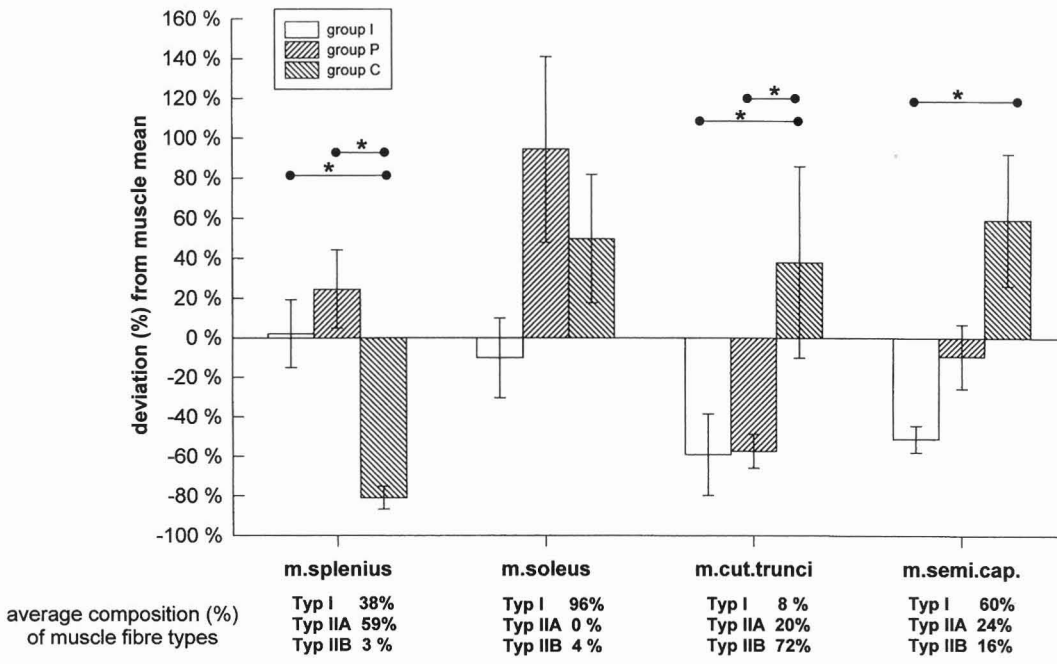 160 %
140 %
120 %
100 %
80 %
60 %
40 %
20 %
0 %
-20 %
-40 %
-60 %
-80 %
-100 %
deviation (%) from muscle mean
group I
group P
group C
*
*
*
*
*
m.splenius
m.soleus
m.cut.trunci
m.semi.cap.
average composition (%)
of muscle fibre types
Typ I 38%
Typ IIA 59%
Typ IIB 3 %
Typ I 96%
Typ IIA 0 %
Typ IIB 4 %
Typ I 8 %
Typ IIA 20%
Typ IIB 72%
Typ I 60%
Typ IIA 24%
Typ IIB 16%